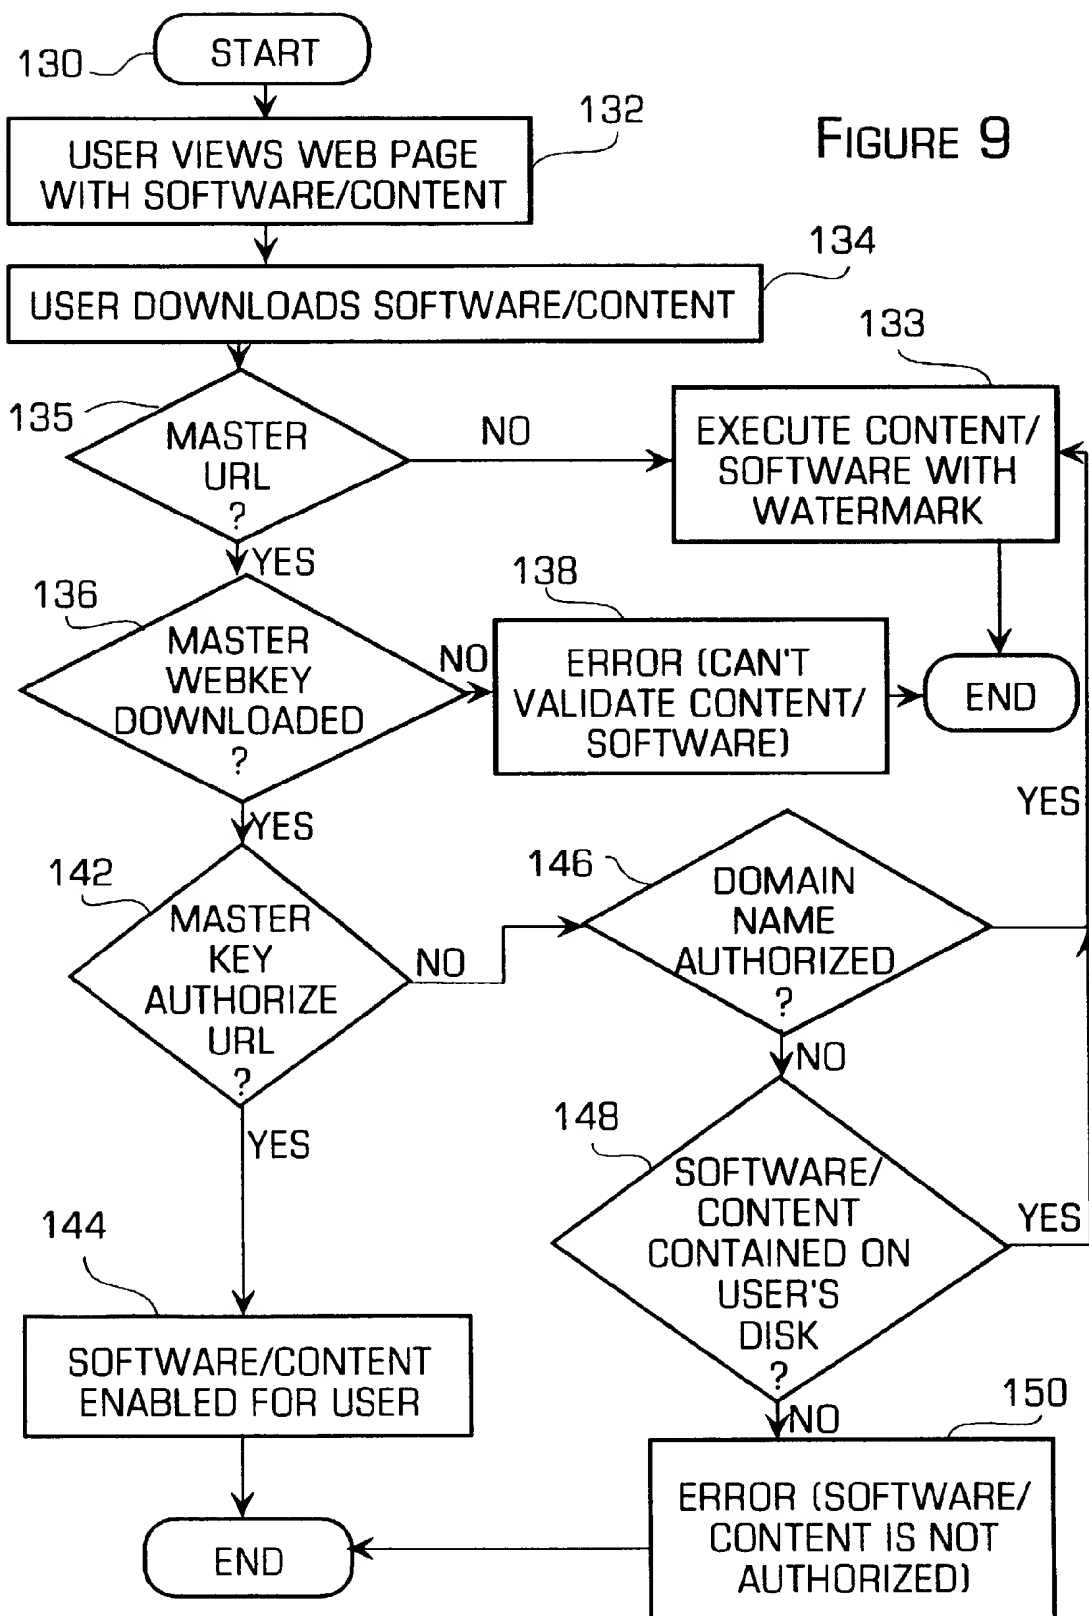 130
START
FIGURE 9
132
USER VIEWS WEB PAGE
WITH SOFTWARE/CONTENT
134
USER DOWNLOADS SOFTWARE/CONTENT
133
135
MASTER
URL
?
NO
EXECUTE CONTENT/
SOFTWARE WITH
WATERMARK
YES
136
MASTER
WEBKEY
DOWNLOADED
?
NO
138
ERROR (CAN'T
VALIDATE CONTENT/
SOFTWARE)
END
YES
YES
142
MASTER
KEY
AUTHORIZE
URL
?
NO
146
DOMAIN
NAME
AUTHORIZED
?
NO
YES
148
SOFTWARE/
CONTENT
CONTAINED ON
USER'S
DISK
?
YES
NO
144
SOFTWARE/CONTENT
ENABLED FOR USER
150
ERROR (SOFTWARE/
CONTENT IS NOT
AUTHORIZED)
END